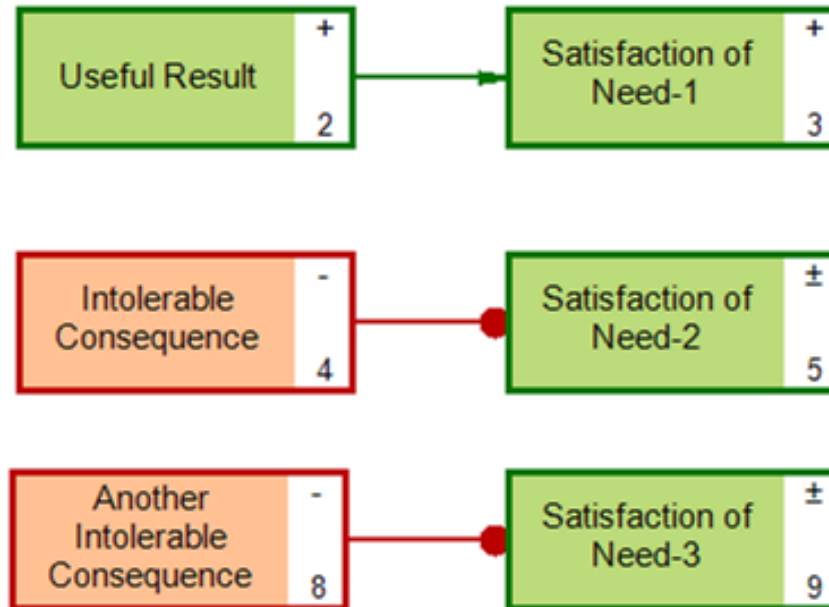 +
Useful Result
2
+
Satisfaction of
Need-1
3
-
Intolerable
Consequence
4
±
Satisfaction of
Need-2
5
-
Another
Intolerable
Consequence
8
±
Satisfaction of
Need-3
9